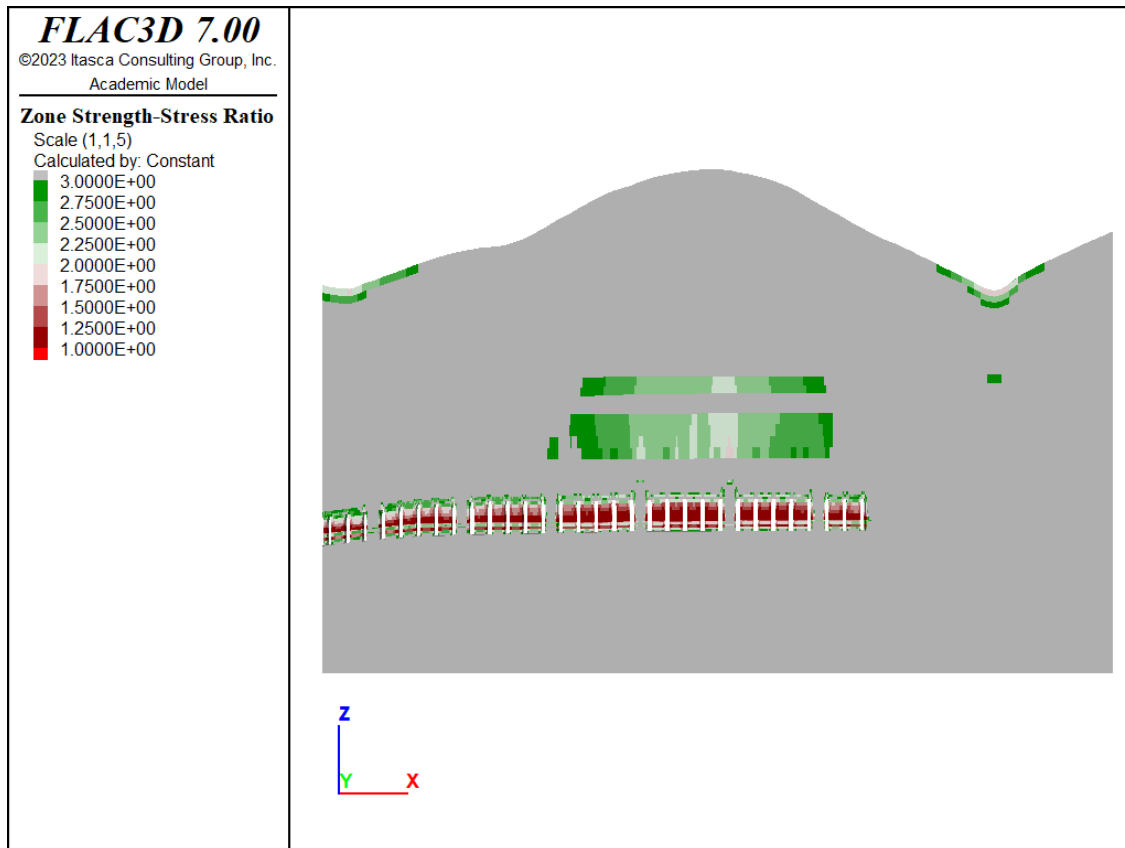 FLAC3D 7.00
©2023 Itasca Consulting Group, Inc.
Academic Model
Zone Strength-Stress Ratio
Scale (1,1,5)
Calculated by: Constant
3.0000E+00
2.7500E+00
2.5000E+00
2.2500E+00
2.0000E+00
1.7500E+00
1.5000E+00
1.2500E+00
1.0000E+00
Z
Y
X